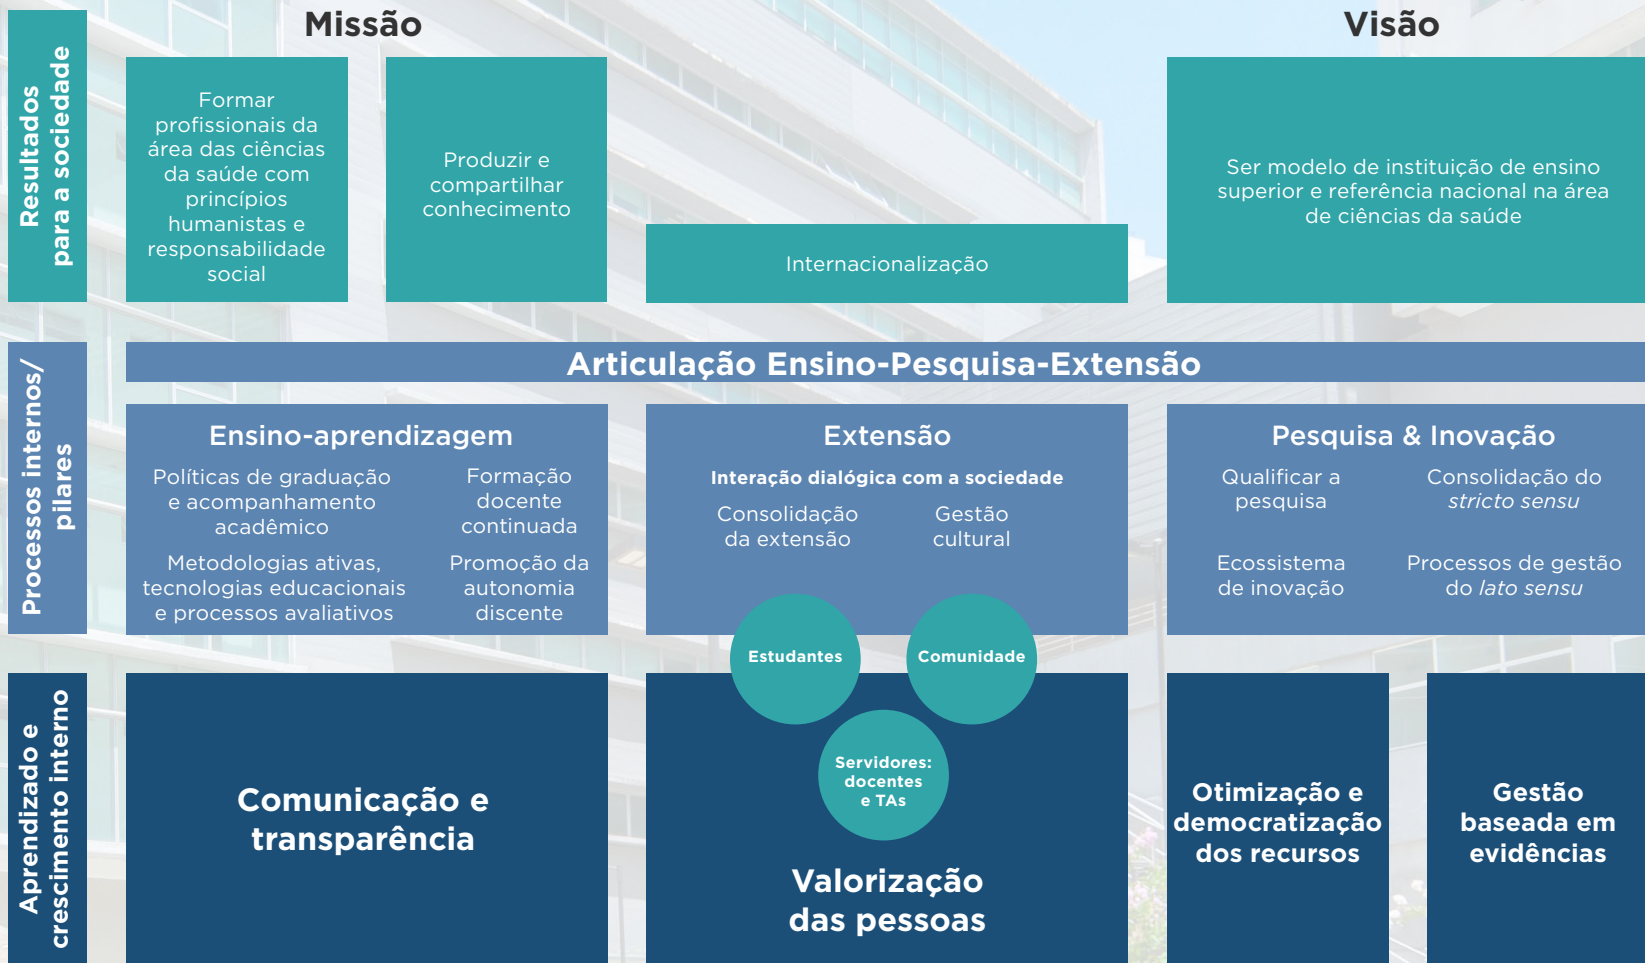 Missão
Visão
Resultados
para a sociedade
Formar
profissionais da
área das ciências
da saúde com
princípios
humanistas e
responsabilidade
social
Produzir e
compartilhar
conhecimento
Internacionalização
Ser modelo de instituição de ensino
superior e referência nacional na área
de ciências da saúde
Processos internos/
pilares
Articulação Ensino-Pesquisa-Extensão
Ensino-aprendizagem
Políticas de graduação
e acompanhamento
acadêmico
Formação
docente
continuada
Metodologias ativas,
tecnologias educacionais
e processos avaliativos
Promoção da
autonomia
discente
Extensão
Interação dialógica com a sociedade
Consolidação
da extensão
Gestão
cultural
Pesquisa & Inovação
Qualificar a
pesquisa
Consolidação do
stricto sensu
Ecossistema
de inovação
Processos de gestão
do lato sensu
Estudantes
Comunidade
Servidores:
docentes
e TAs
Aprendizado e
crescimento interno
Comunicação e
transparência
Valorização
das pessoas
Otimização e
democratização
dos recursos
Gestão
baseada em
evidências